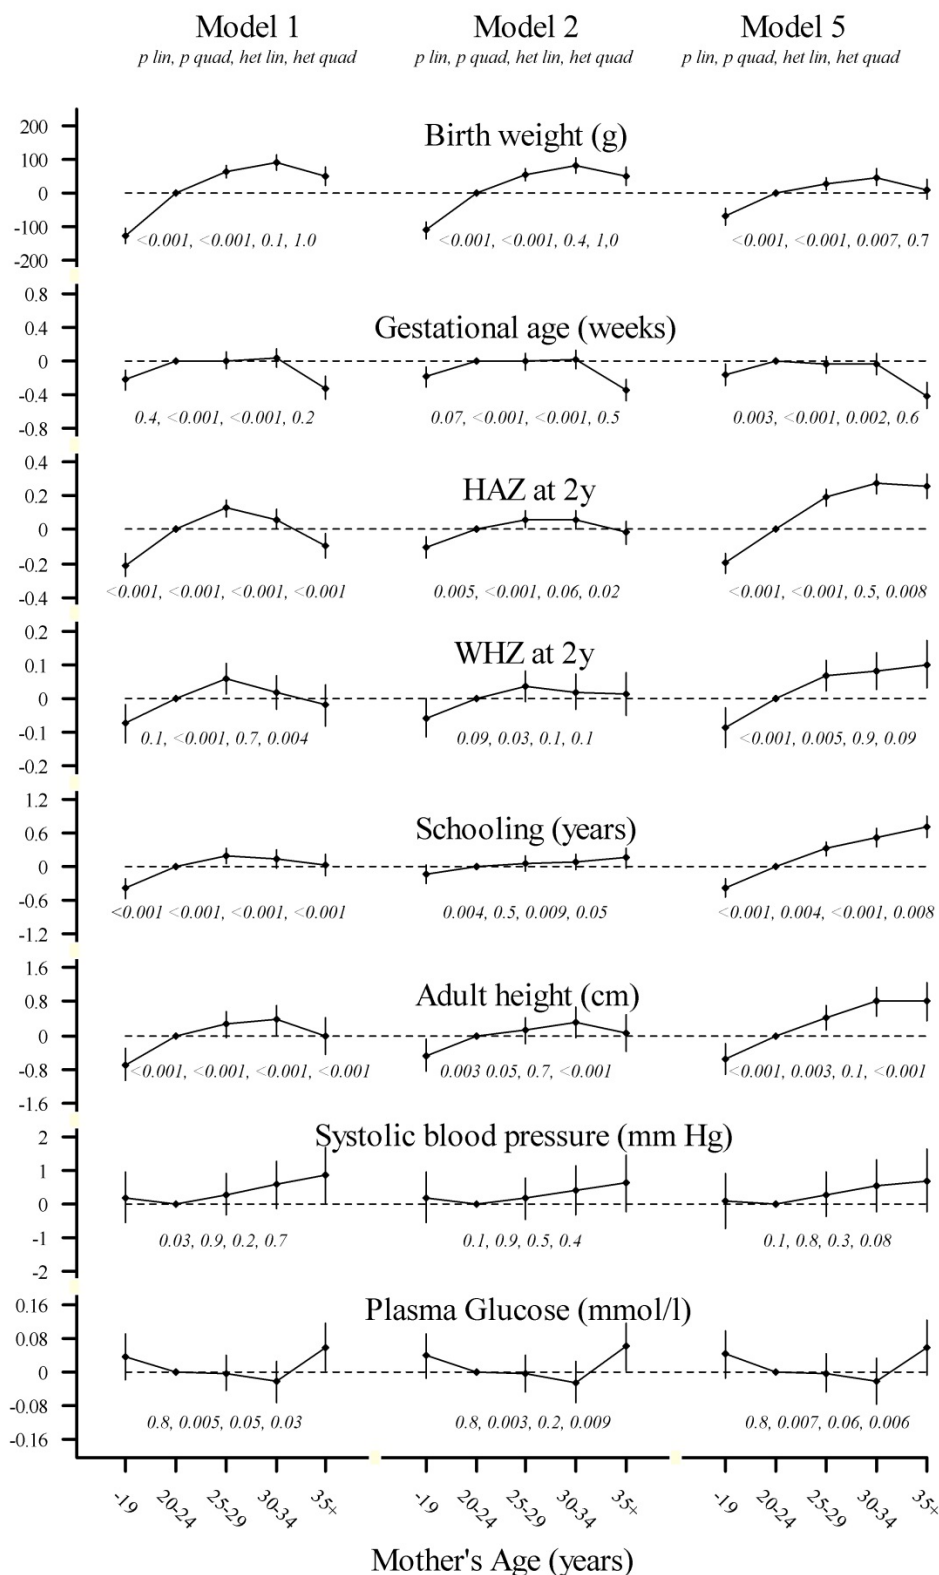 Model 1 Model 2 Model 5
p lin, p quad, het lin, het quad p lin, p quad, het lin, het quad p lin, p quad, het lin, het quad
Birth weight (g)
200
100
0
-100
-200
<0.001, <0.001, 0.1, 1.0 <0.001, <0.001, 0.4, 1,0 <0.001, <0.001, 0.007, 0.7
Gestational age (weeks)
0.8
0.4
0
-0.4
-0.8
0.4, <0.001, <0.001, 0.2 0.07, <0.001, <0.001, 0.5 0.003, <0.001, 0.002, 0.6
HAZ at 2y
0.4
0.2
0
-0.2
-0.4
<0.001, <0.001, <0.001, <0.001 0.005, <0.001, 0.06, 0.02 <0.001, <0.001, 0.5, 0.008
WHZ at 2y
0.2
0.1
0
-0.1
-0.2
0.1, <0.001, 0.7, 0.004 0.09, 0.03, 0.1, 0.1 <0.001, 0.005, 0.9, 0.09
Schooling (years)
1.2
0.6
0
-0.6
-1.2
<0.001 <0.001, <0.001, <0.001 0.004, 0.5, 0.009, 0.05 <0.001, 0.004, <0.001, 0.008
Adult height (cm)
1.6
0.8
0
-0.8
-1.6
<0.001, <0.001, <0.001, <0.001 0.003 0.05, 0.7, <0.001 <0.001, 0.003, 0.1, <0.001
Systolic blood pressure (mm Hg)
2
1
0
-1
-2
0.03, 0.9, 0.2, 0.7 0.1, 0.9, 0.5, 0.4 0.1, 0.8, 0.3, 0.08
Plasma Glucose (mmol/l)
0.16
0.08
0
-0.08
-0.16
0.8, 0.005, 0.05, 0.03 0.8, 0.003, 0.2, 0.009 0.8, 0.007, 0.06, 0.006
-19 20-24 25-29 30-34 35+ -19 20-24 25-29 30-34 35+ -19 20-24 25-29 30-34 35+
Mother's Age (years)